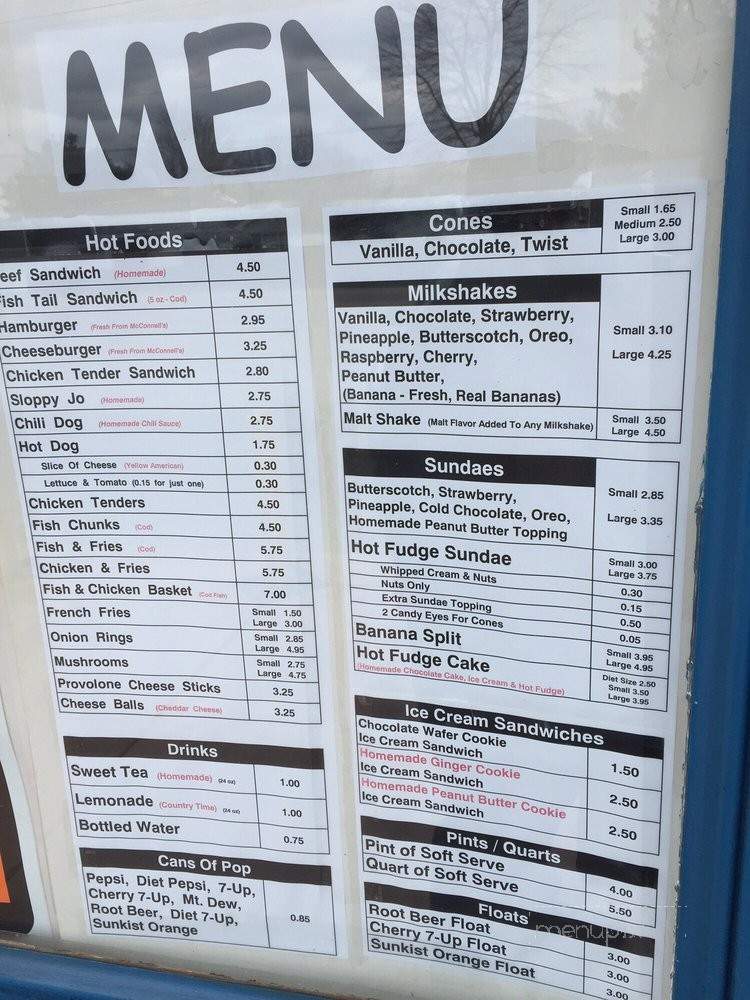 MENU
Hot Foods
eef Sandwich (Homemade) 4.50
ish Tail Sandwich (5 oz - Cod) 4.50
Hamburger (Fresh From McConnell's) 2.95
Cheeseburger (Fresh From McConnell's) 3.25
Chicken Tender Sandwich 2.80
Sloppy Jo (Homemade) 2.75
Chili Dog (Homemade Chili Sauce) 2.75
Hot Dog 1.75
Slice Of Cheese (Yellow American) 0.30
Lettuce & Tomato (0.15 for just one) 0.30
Chicken Tenders 4.50
Fish Chunks (Cod) 4.50
Fish & Fries (Cod) 5.75
Chicken & Fries 5.75
Fish & Chicken Basket (Cod Fish) 7.00
French Fries Small 1.50
Large 3.00
Onion Rings Small 2.85
Large 4.95
Mushrooms Small 2.75
Large 4.75
Provolone Cheese Sticks 3.25
Cheese Balls (Cheddar Cheese) 3.25
Drinks
Sweet Tea (Homemade) (24 oz) 1.00
Lemonade (Country Time) (24 oz) 1.00
Bottled Water 0.75
Cans Of Pop
Pepsi, Diet Pepsi, 7-Up,
Cherry 7-Up, Mt. Dew,
Root Beer, Diet 7-Up, 0.85
Sunkist Orange
Cones Small 1.65
Medium 2.50
Vanilla, Chocolate, Twist Large 3.00
Milkshakes
Vanilla, Chocolate, Strawberry,
Pineapple, Butterscotch, Oreo, Small 3.10
Raspberry, Cherry, Large 4.25
Peanut Butter,
(Banana - Fresh, Real Bananas)
Malt Shake (Malt Flavor Added To Any Milkshake) Small 3.50
Large 4.50
Sundaes
Butterscotch, Strawberry, Small 2.85
Pineapple, Cold Chocolate, Oreo, Large 3.35
Homemade Peanut Butter Topping
Hot Fudge Sundae Small 3.00
Large 3.75
Whipped Cream & Nuts 0.30
Nuts Only 0.15
Extra Sundae Topping 0.50
2 Candy Eyes For Cones 0.05
Banana Split Small 3.95
Large 4.95
Hot Fudge Cake Diet Size 2.50
(Homemade Chocolate Cake, Ice Cream & Hot Fudge) Small 3.50
Large 3.95
Ice Cream Sandwiches
Chocolate Wafer Cookie
Ice Cream Sandwich 1.50
Homemade Ginger Cookie
Ice Cream Sandwich 2.50
Homemade Peanut Butter Cookie
Ice Cream Sandwich 2.50
Pints / Quarts
Pint of Soft Serve 4.00
Quart of Soft Serve 5.50
Floats
Root Beer Float 3.00
Cherry 7-Up Float 3.00
Sunkist Orange Float 3.00